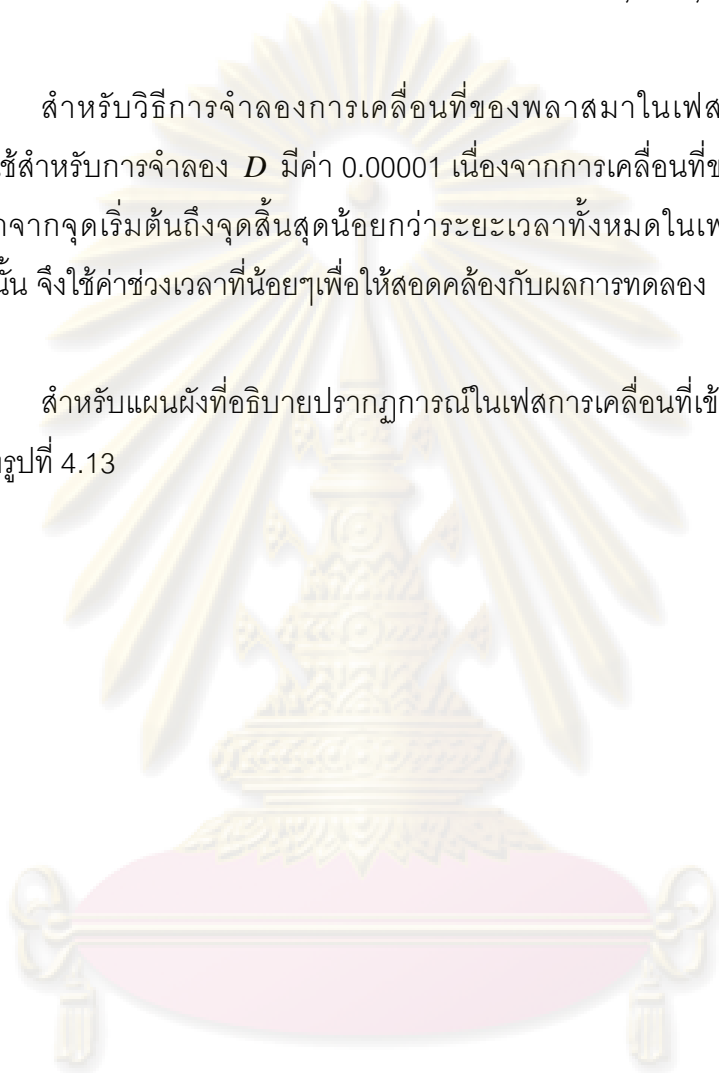 สำหรับวิธีการจำลองการเคลื่อนที่ของพลาสมาในเฟส
ใช้สำหรับการจำลอง D มีค่า 0.00001 เนื่องจากการเคลื่อนที่
จากจุดเริ่มต้นถึงจุดสิ้นสุดน้อยกว่าระยะเวลาทั้งหมดในเฟ
นั้น จึงใช้ค่าช่วงเวลาที่น้อยๆเพื่อให้สอดคล้องกับผลการทดลอง
สำหรับแผนผังที่อธิบายปรากฏการณ์ในเฟสการเคลื่อนที่เข้
รูปที่ 4.13